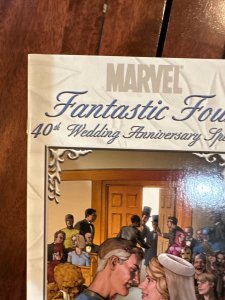 MARVEL
Fantastic Fou
40th Wedding Anniversary Spe